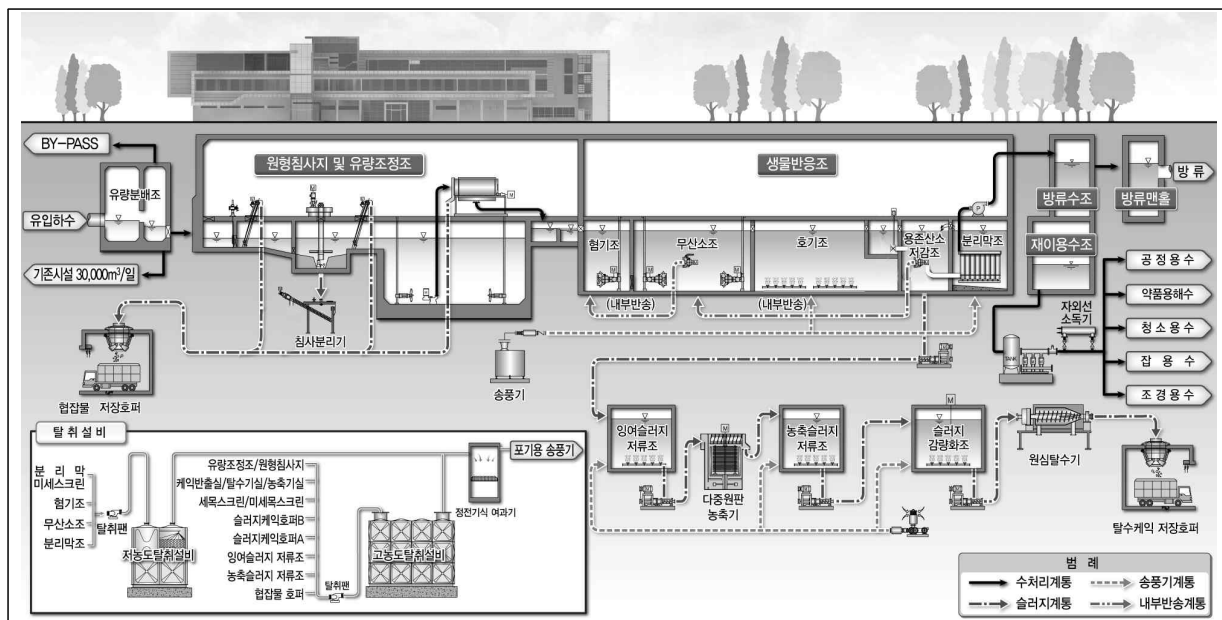 BY-PASS
유량분배조
유입하수
기존시설 30,000m³/일
원형침사지 및 유량조정조
생물반응조
혐기조
무산소조
호기조
용존산소
저감조
분리막조
(내부반송)
(내부반송)
방류수조
방류맨홀
방 류
재이용수조
공 정 용 수
약품용해수
청 소 용 수
잡 용 수
조 경 용 수
자외선
소독기
TANK
침사분리기
송풍기
협잡물 저장호퍼
잉여슬러지
저류조
다중원판
농축기
농축슬러지
저류조
슬러지
감량화조
원심탈수기
탈수케익 저장호퍼
탈 취 설 비
분 리 막
미세스크린
혐기조
무산소조
분리막조
탈취팬
저농도탈취설비
유량조정조/원형침사지
케익반출실/탈수기실/농축기실
세목스크린/미세목스크린
슬러지케익호퍼B
슬러지케익호퍼A
잉여슬러지 저류조
농축슬러지 저류조
협잡물 호퍼
탈취팬
고농도탈취설비
정전기식 여과기
포기용 송풍기
범 례
수처리계통
송풍기계통
슬러지계통
내부반송계통